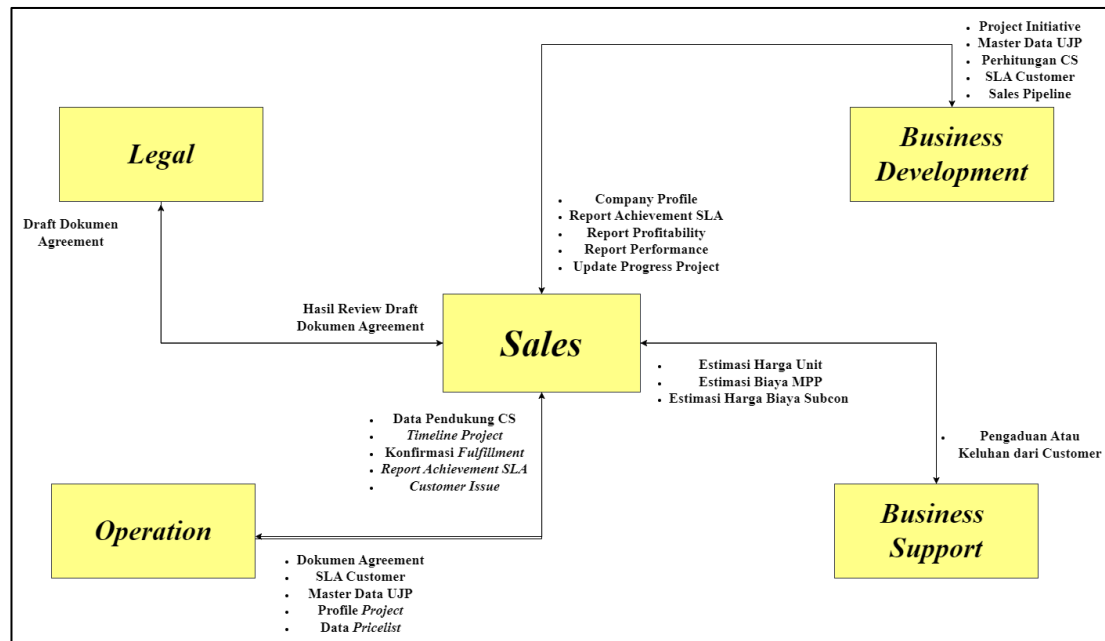 • Project Initiative
• Master Data UJP
• Perhitungan CS
• SLA Customer
• Sales Pipeline
Legal
Business
Development
Draft Dokumen
Agreement
• Company Profile
• Report Achievement SLA
• Report Profitability
• Report Performance
• Update Progress Project
Hasil Review Draft
Dokumen Agreement
Sales
• Estimasi Harga Unit
• Estimasi Biaya MPP
• Estimasi Harga Biaya Subcon
• Data Pendukung CS
• Timeline Project
• Konfirmasi Fulfillment
• Report Achievement SLA
• Customer Issue
• Pengaduan Atau
Keluhan dari Customer
Operation
Business
Support
• Dokumen Agreement
• SLA Customer
• Master Data UJP
• Profile Project
• Data Pricelist